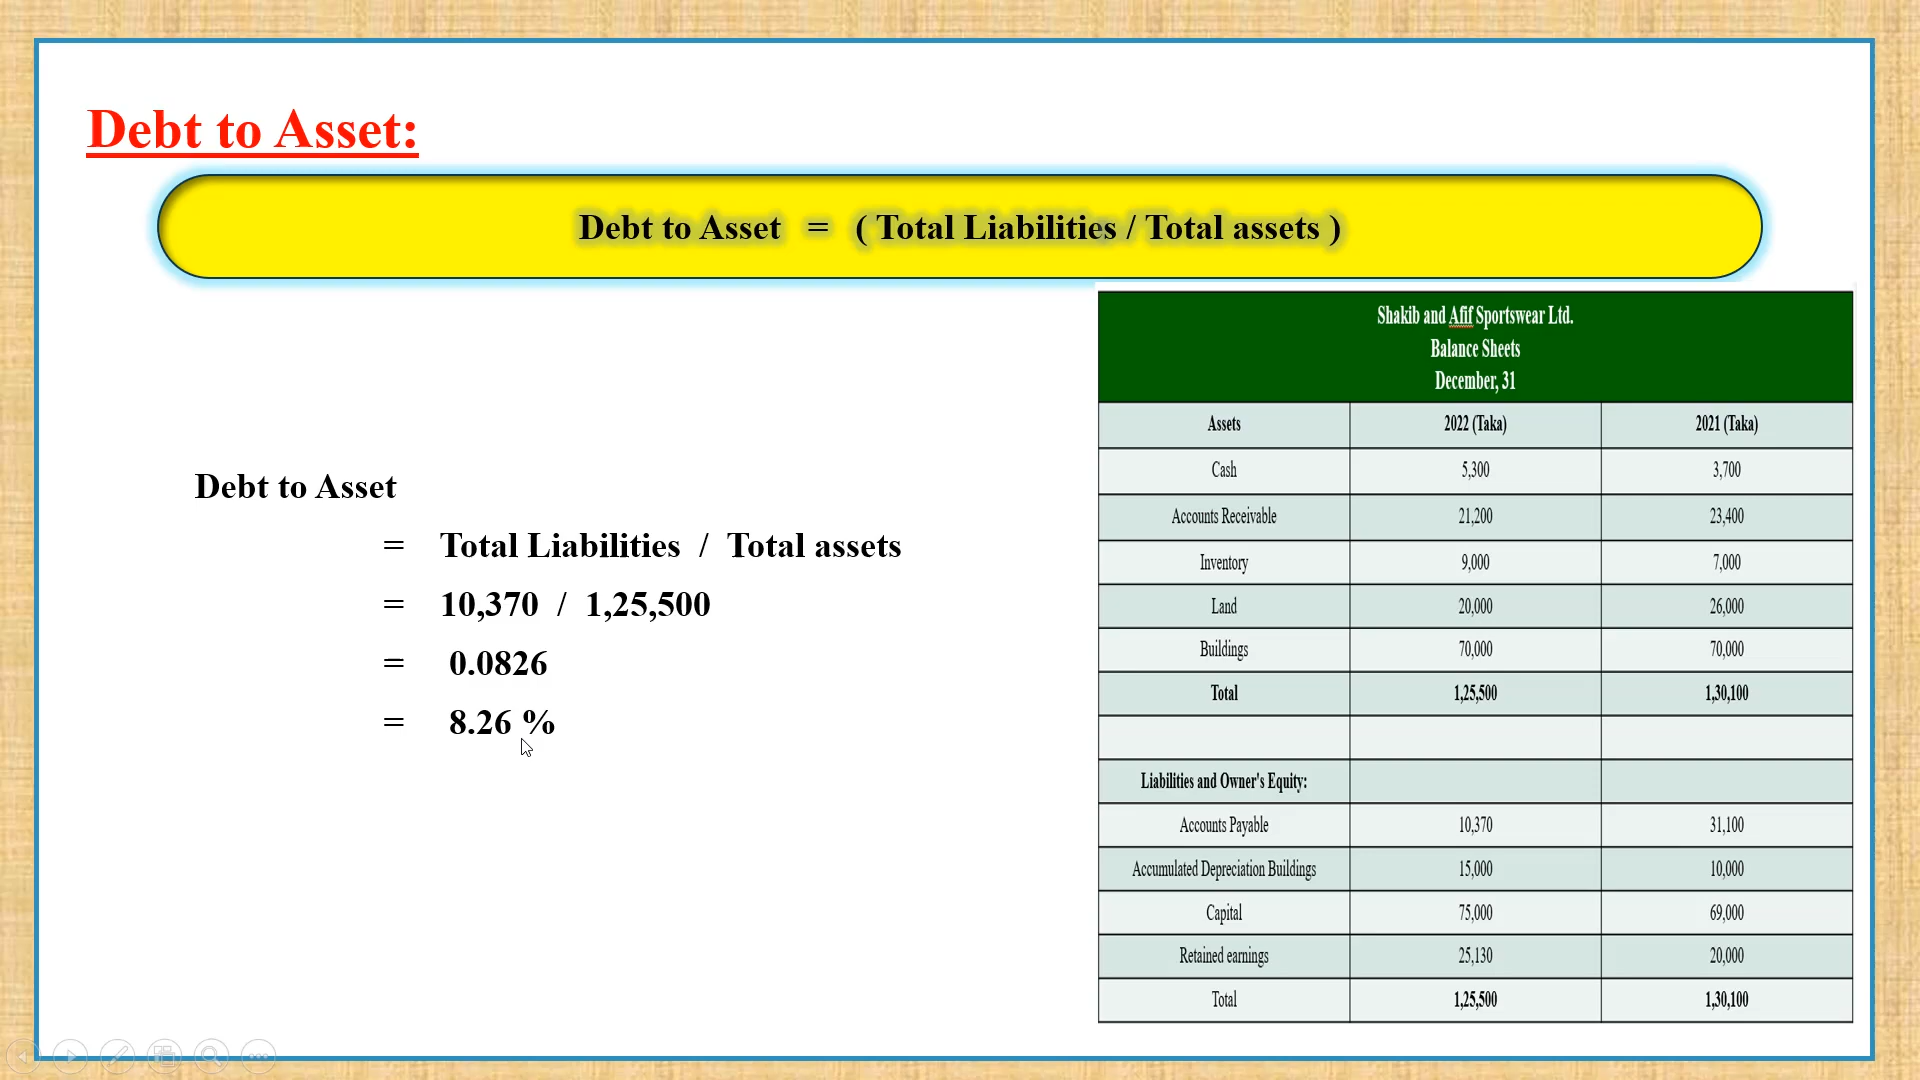 Debt to Asset:
Debt to Asset = ( Total Liabilities / Total assets )
Debt to Asset
= Total Liabilities / Total assets
= 10,370 / 1,25,500
= 0.0826
= 8.26 %
Shakib and Afif Sportswear Ltd.
Balance Sheets
December, 31
Assets 2022 (Taka) 2021 (Taka)
Cash 5,300 3,700
Accounts Receivable 21,200 23,400
Inventory 9,000 7,000
Land 20,000 26,000
Buildings 70,000 70,000
Total 1,25,500 1,30,100
Liabilities and Owner's Equity:
Accounts Payable 10,370 31,100
Accumulated Depreciation Buildings 15,000 10,000
Capital 75,000 69,000
Retained earnings 25,130 20,000
Total 1,25,500 1,30,100